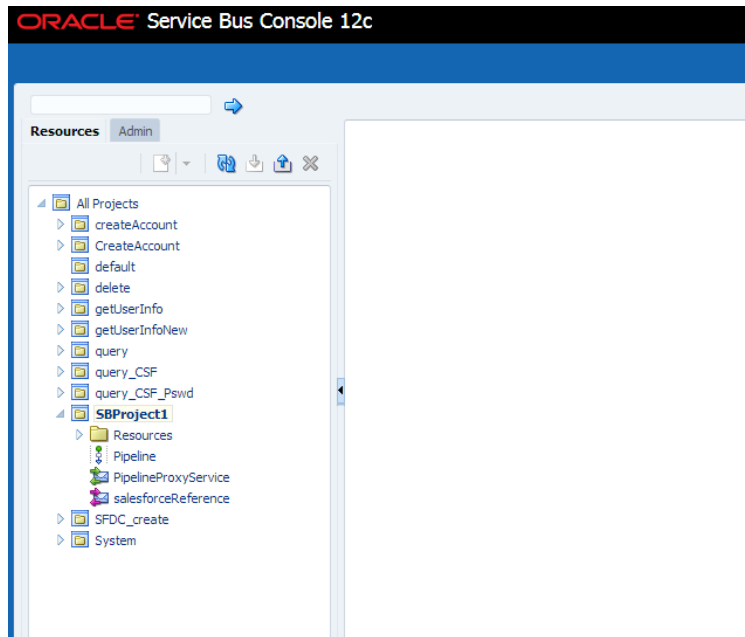 ORACLE Service Bus Console 12c
Resources Admin
All Projects
createAccount
CreateAccount
default
delete
getUserInfo
getUserInfoNew
query
query_CSF
query_CSF_Pswd
SBProject1
Resources
Pipeline
PipelineProxyService
salesforceReference
SFDC_create
System